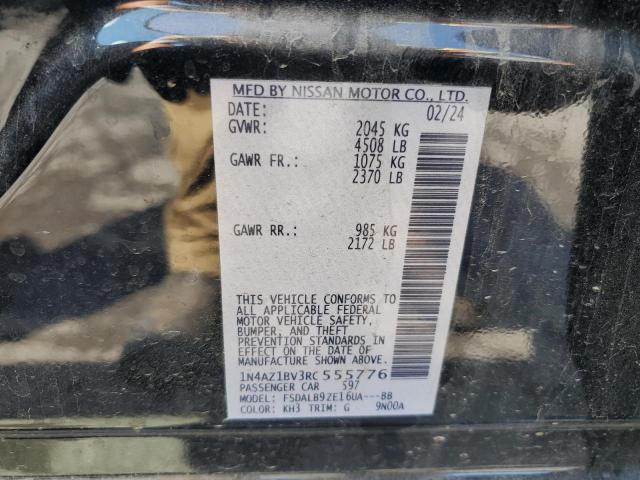 MFD BY NISSAN MOTOR CO., LTD.
DATE: 02/24
GVWR: 2045 KG
4508 LB
GAWR FR.: 1075 KG
2370 LB
GAWR RR.: 985 KG
2172 LB
THIS VEHICLE CONFORMS TO
ALL APPLICABLE FEDERAL
MOTOR VEHICLE SAFETY,
BUMPER, AND THEFT
PREVENTION STANDARDS IN
EFFECT ON THE DATE OF
MANUFACTURE SHOWN ABOVE.
1N4AZ1BV3RC 555776
PASSENGER CAR 597
MODEL: FSDALB9ZE16UA---BB
COLOR: KH3 TRIM: G 9N00A